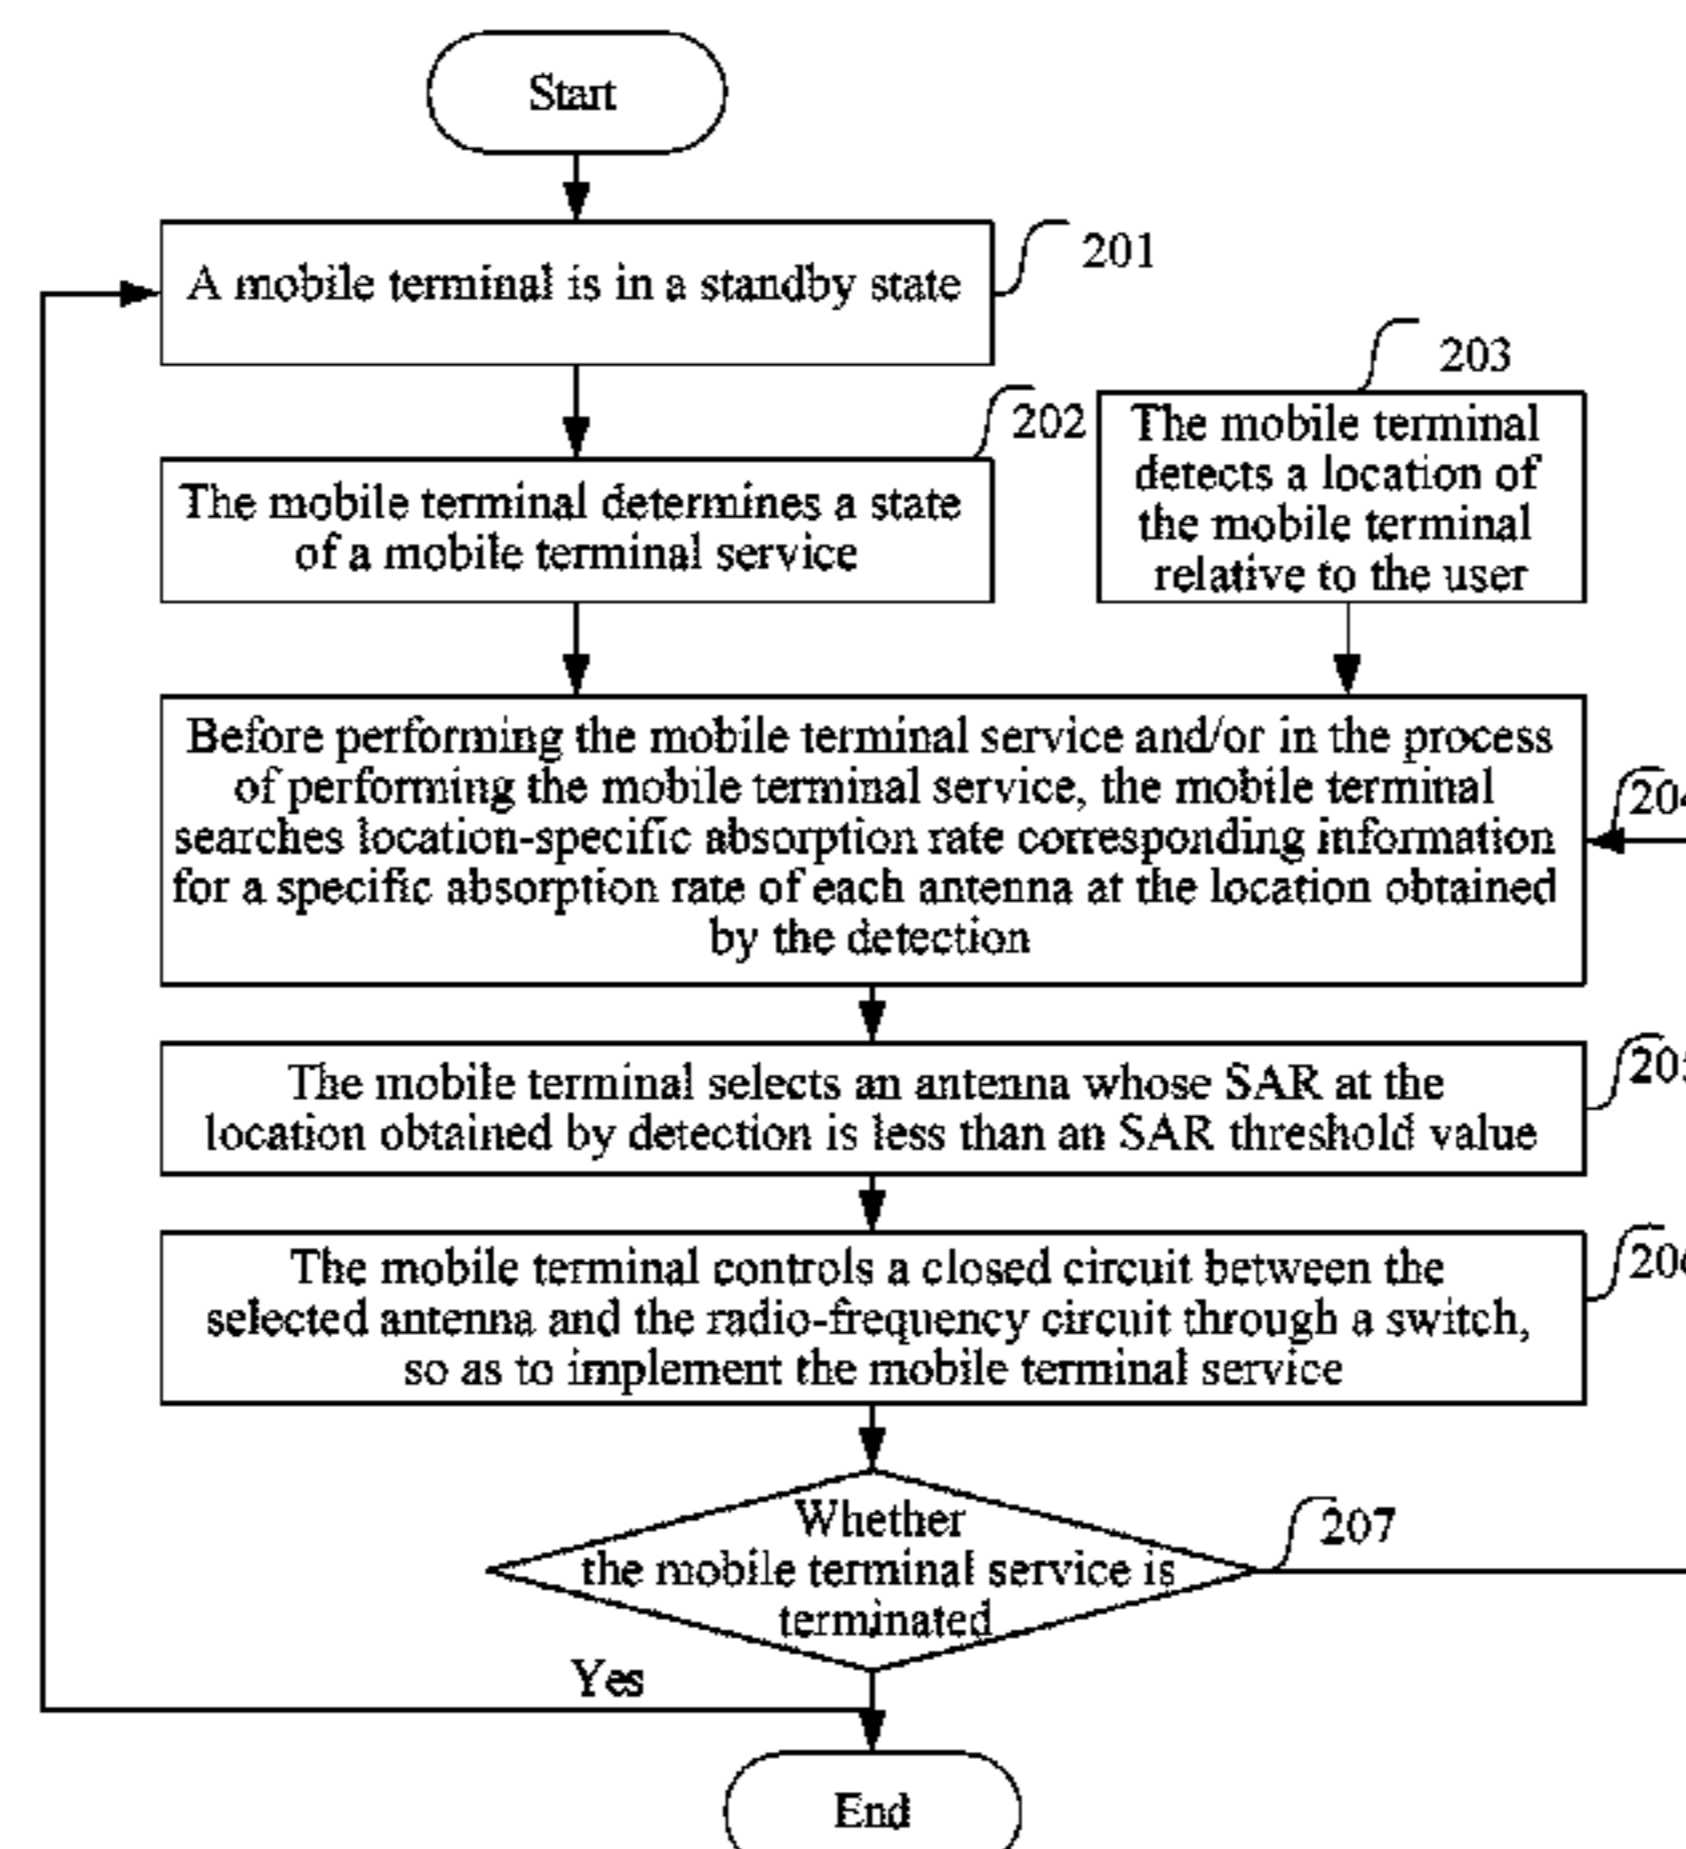 Start
A mobile terminal is in a standby state
201
203
202
The mobile terminal determines a state
of a mobile terminal service
The mobile terminal
detects a location of
the mobile terminal
relative to the user
Before performing the mobile terminal service and/or in the process
of performing the mobile terminal service, the mobile terminal
searches location-specific absorption rate corresponding information
for a specific absorption rate of each antenna at the location obtained
by the detection
The mobile terminal selects an antenna whose SAR at the
location obtained by detection is less than an SAR threshold value
The mobile terminal controls a closed circuit between the
selected antenna and the radio-frequency circuit through a switch,
so as to implement the mobile terminal service
Whether
the mobile terminal service is
terminated
207
Yes
End